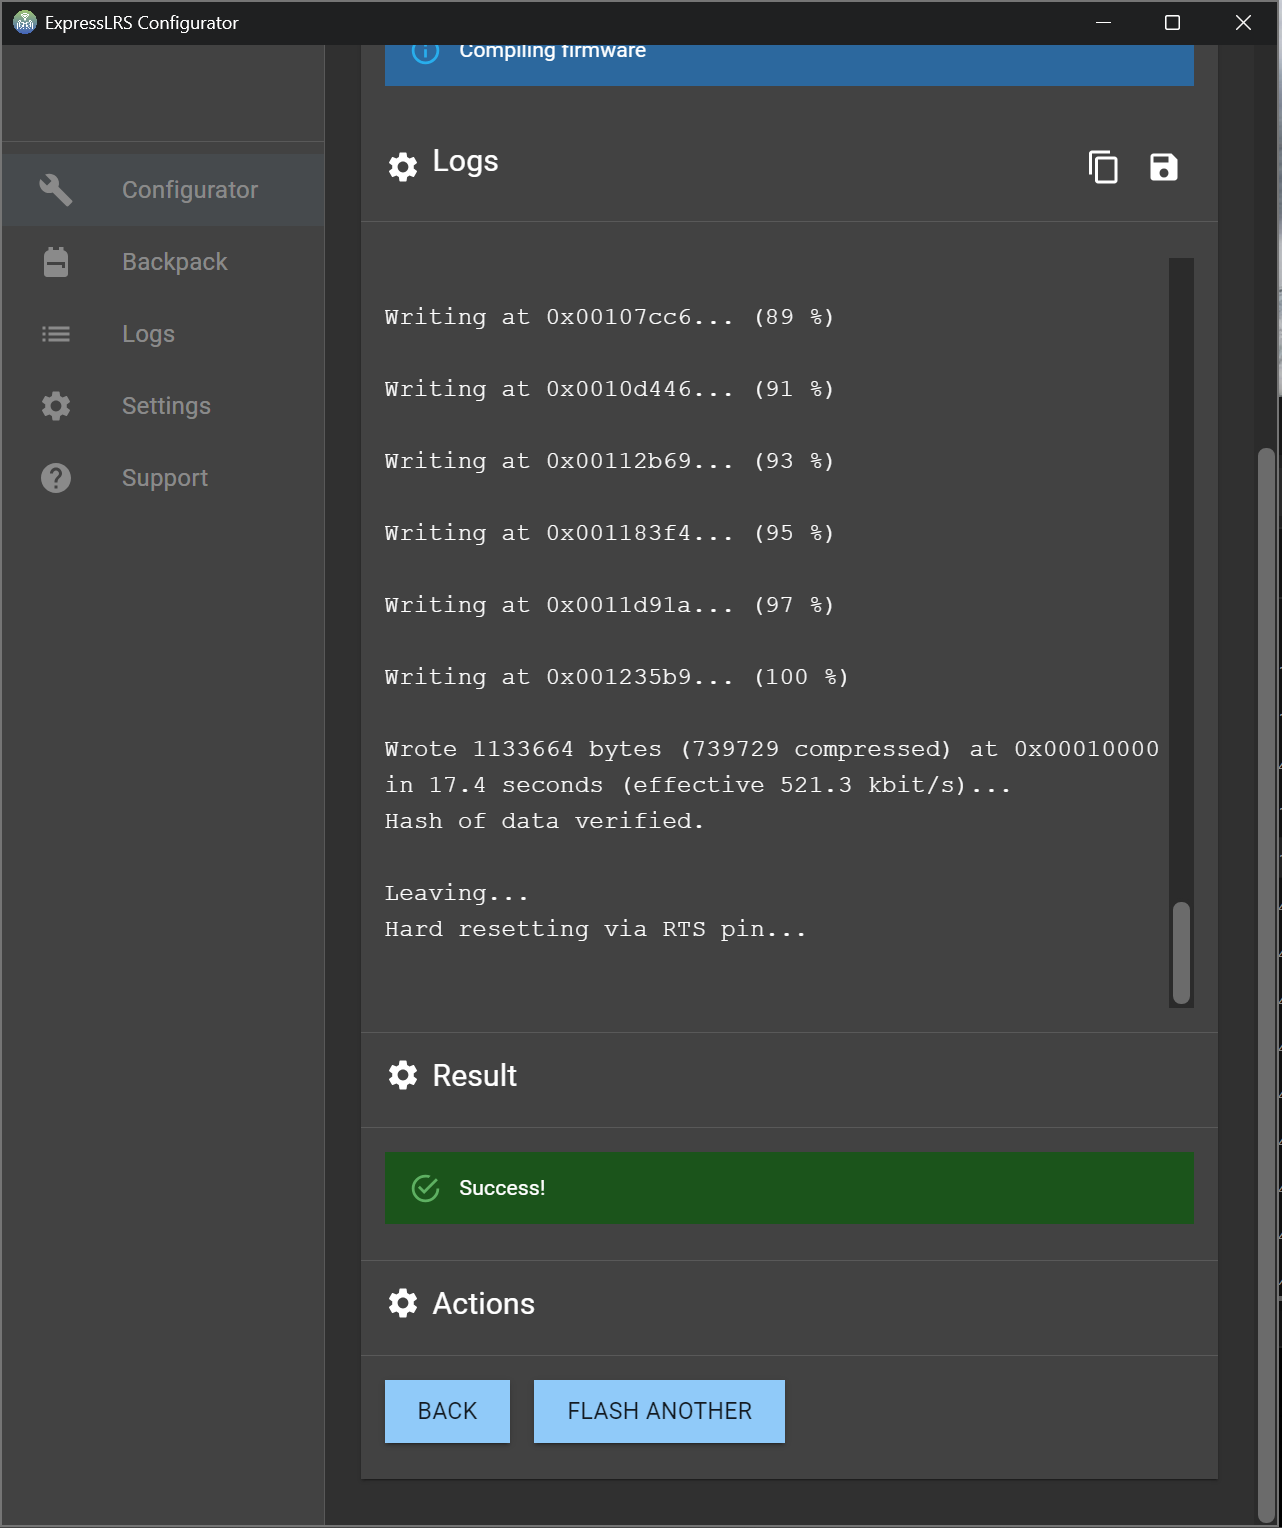 ExpressLRS Configurator
Compiling firmware
Configurator
Backpack
Logs
Settings
Support
Logs
Writing at 0x00107cc6... (89 %)
Writing at 0x0010d446... (91 %)
Writing at 0x00112b69... (93 %)
Writing at 0x001183f4... (95 %)
Writing at 0x0011d91a... (97 %)
Writing at 0x001235b9... (100 %)
Wrote 1133664 bytes (739729 compressed) at 0x00010000
in 17.4 seconds (effective 521.3 kbit/s)...
Hash of data verified.
Leaving...
Hard resetting via RTS pin...
Result
Success!
Actions
BACK
FLASH ANOTHER